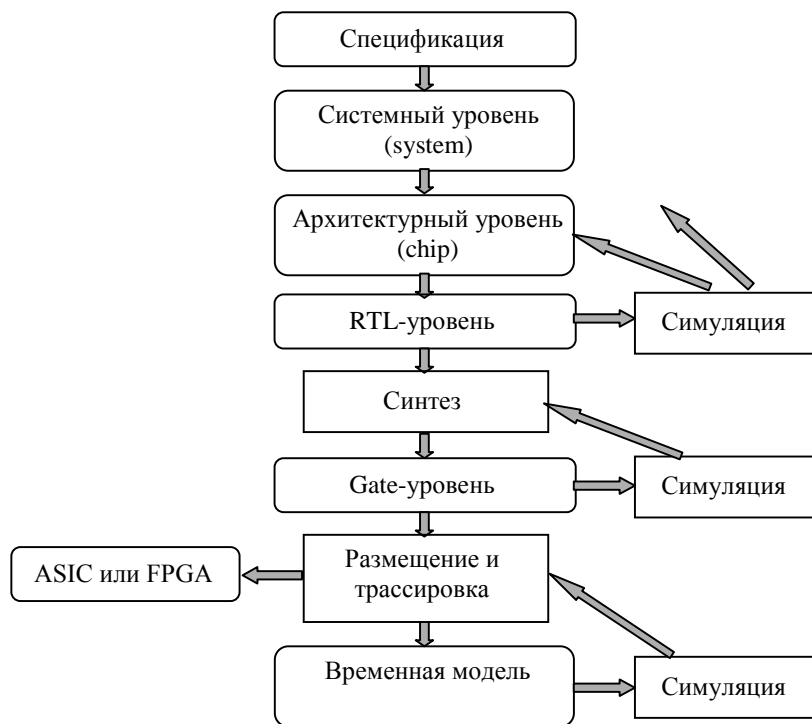 Спецификация
Системный уровень
(system)
Архитектурный уровень
(chip)
RTL-уровень
Симуляция
Синтез
Gate-уровень
Симуляция
ASIC или FPGA
Размещение и
трассировка
Временная модель
Симуляция